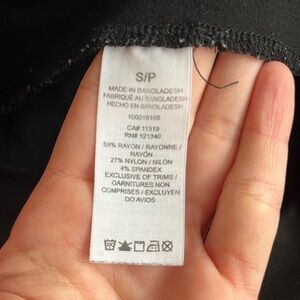 S/P
MADE IN BANGLADESH
FABRIQUÉ AU BANGLADESH
HECHO EN BANGLADESH
100018168
CA# 11319
RN# 121340
69% RAYON / RAYONNE /
RAYÓN
27% NYLON / NILÓN
4% SPANDEX
EXCLUSIVE OF TRIMS /
GARNITURES NON
COMPRISES / EXCLUYEN
DO AVIOS